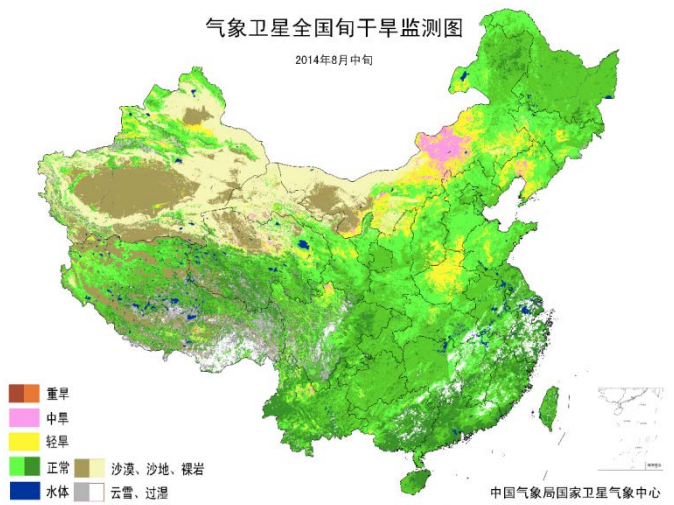 气象卫星全国旬干旱监测图
2014年8月中旬
重旱
中旱
轻旱
正常
沙漠、沙地、裸岩
水体
云雪、过湿
中国气象局国家卫星气象中心